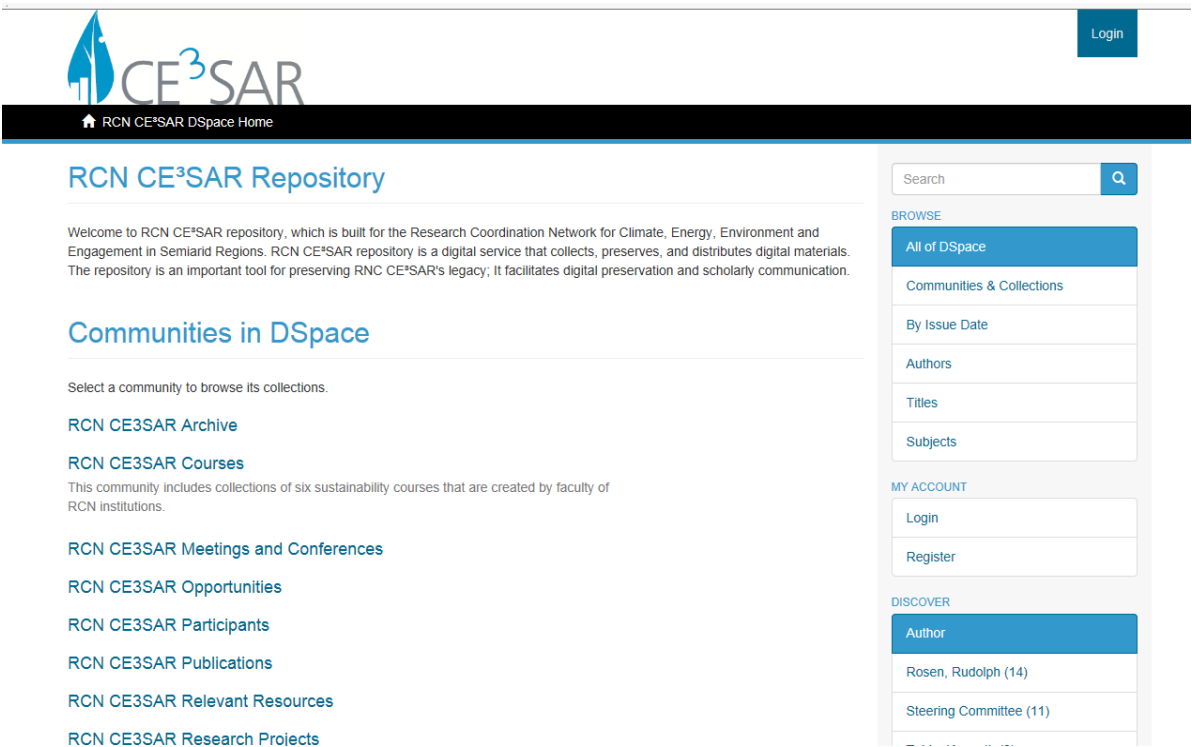 CE³SAR
Login
RCN CE³SAR DSpace Home
RCN CE³SAR Repository
Welcome to RCN CE³SAR repository, which is built for the Research Coordination Network for Climate, Energy, Environment and
Engagement in Semiarid Regions. RCN CE³SAR repository is a digital service that collects, preserves, and distributes digital materials.
The repository is an important tool for preserving RNC CE³SAR's legacy; It facilitates digital preservation and scholarly communication.
Communities in DSpace
Select a community to browse its collections.
RCN CE3SAR Archive
RCN CE3SAR Courses
This community includes collections of six sustainability courses that are created by faculty of
RCN institutions.
RCN CE3SAR Meetings and Conferences
RCN CE3SAR Opportunities
RCN CE3SAR Participants
RCN CE3SAR Publications
RCN CE3SAR Relevant Resources
RCN CE3SAR Research Projects
Search
BROWSE
All of DSpace
Communities & Collections
By Issue Date
Authors
Titles
Subjects
MY ACCOUNT
Login
Register
DISCOVER
Author
Rosen, Rudolph (14)
Steering Committee (11)